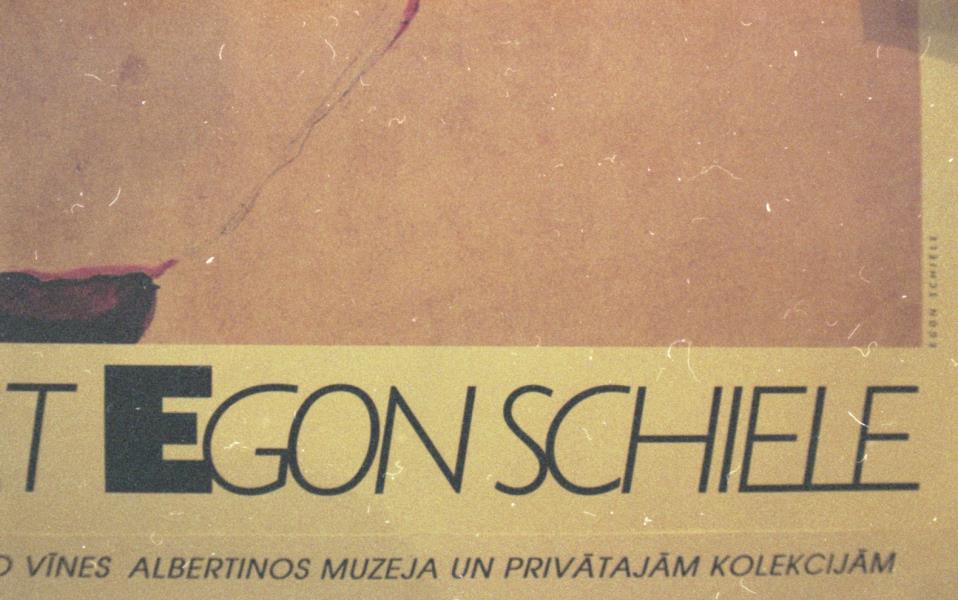 EGON SCHIELE
T EGON SCHIELE
O VĪNES ALBERTINOS MUZEJA UN PRIVĀTAJĀM KOLEKCIJĀM